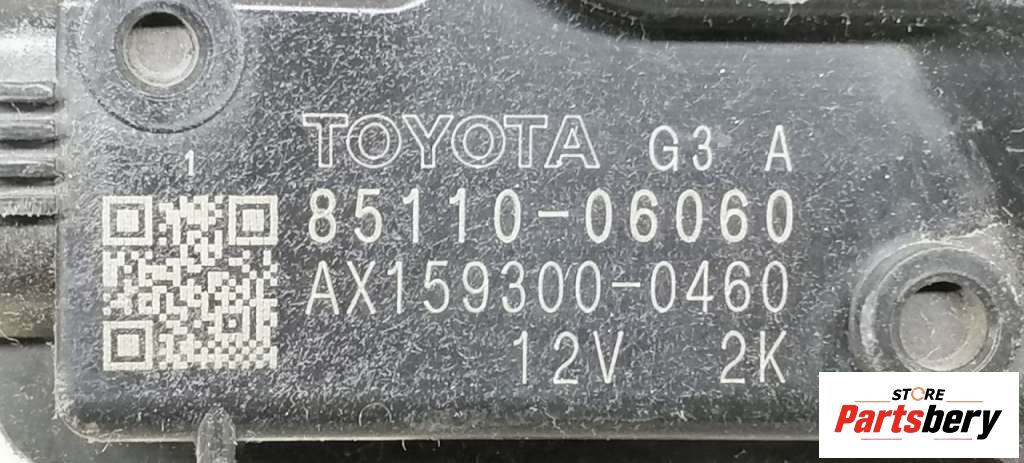 TOYOTA G3 A
1
85110-06060
AX159300-0460
12V 2K
STORE
Partsbery